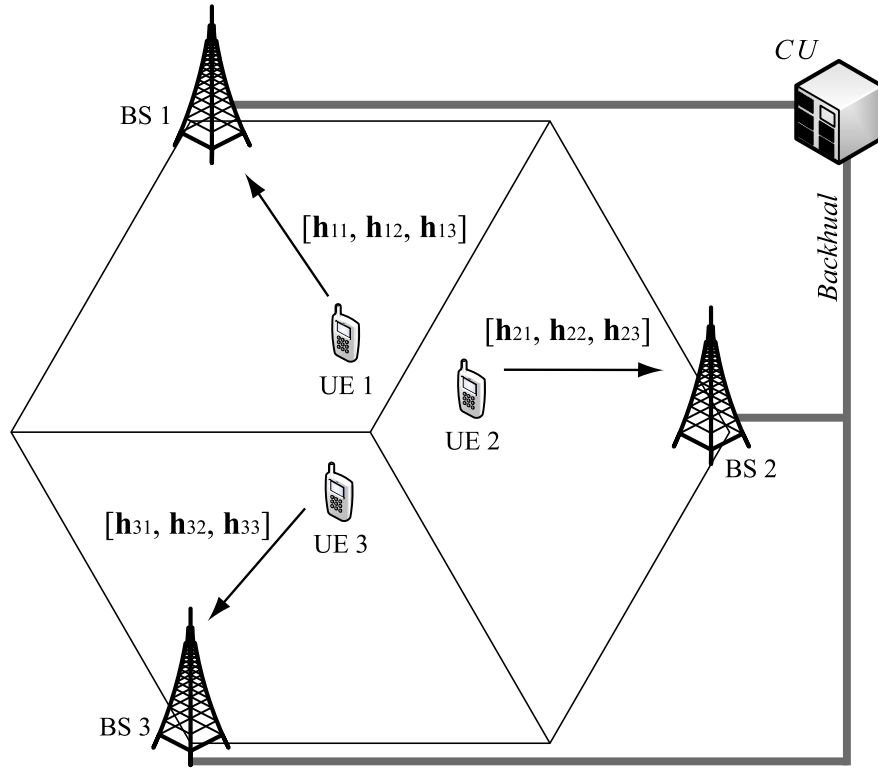 CU
BS 1
Backhual
[h11, h12, h13]
[h21, h22, h23]
UE 1
UE 2
BS 2
[h31, h32, h33]
UE 3
BS 3